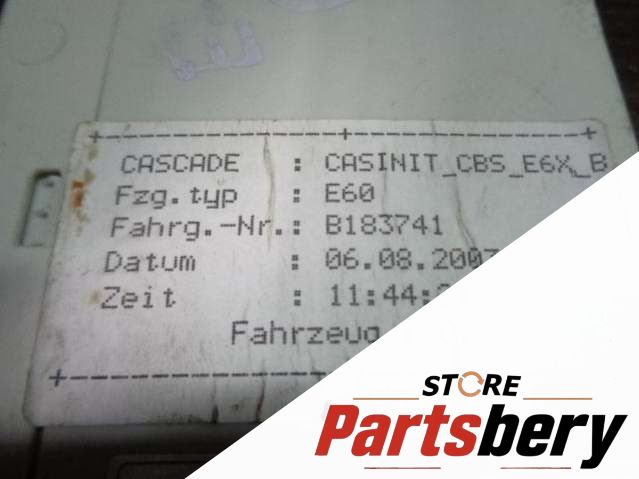 CASCADE : CASINIT_CBS_E6X_B
Fzg.typ : E60
Fahrg.-Nr.: B183741
Datum : 06.08.200
Zeit : 11:44:
Fahrzeug
STORE
Partsbery